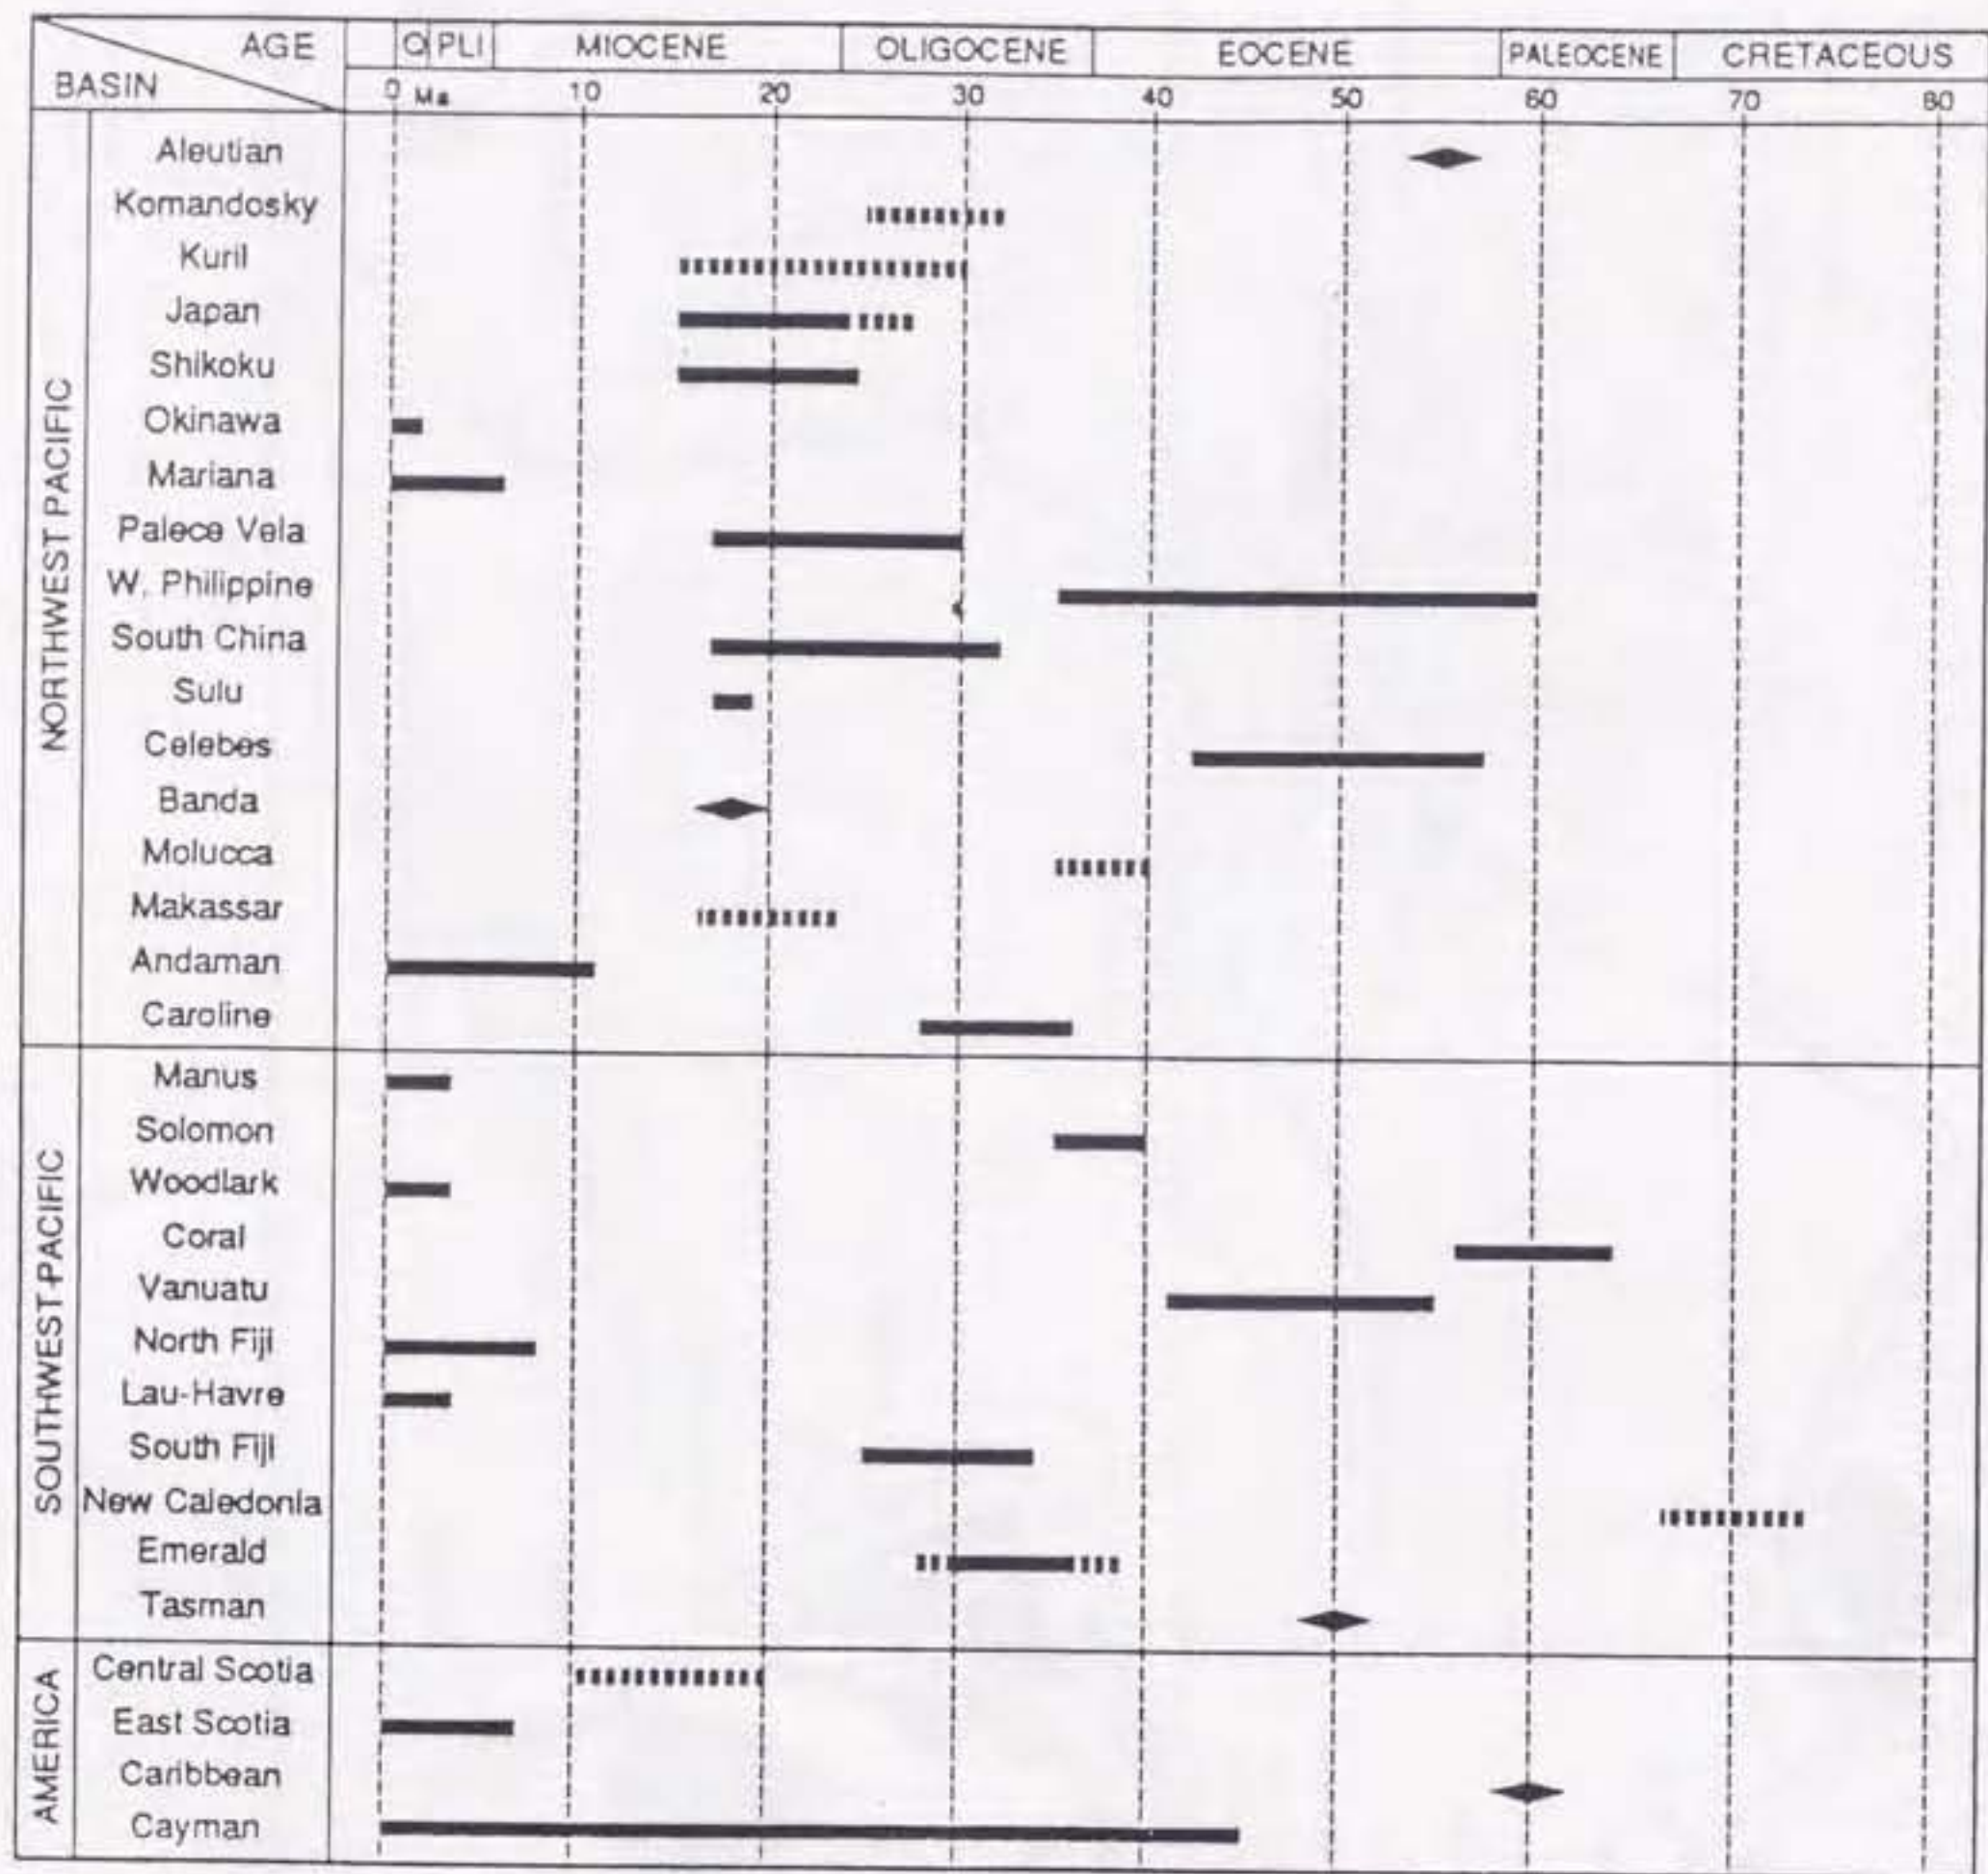 AGE
BASIN
Q PLI MIOCENE OLIGOCENE EOCENE PALEOCENE CRETACEOUS
0 Ma 10 20 30 40 50 60 70 80
NORTHWEST PACIFIC
Aleutian
Komandosky
Kuril
Japan
Shikoku
Okinawa
Mariana
Palece Vela
W. Philippine
South China
Sulu
Celebes
Banda
Molucca
Makassar
Andaman
Caroline
SOUTHWEST PACIFIC
Manus
Solomon
Woodlark
Coral
Vanuatu
North Fiji
Lau-Havre
South Fiji
New Caledonia
Emerald
Tasman
AMERICA
Central Scotia
East Scotia
Caribbean
Cayman